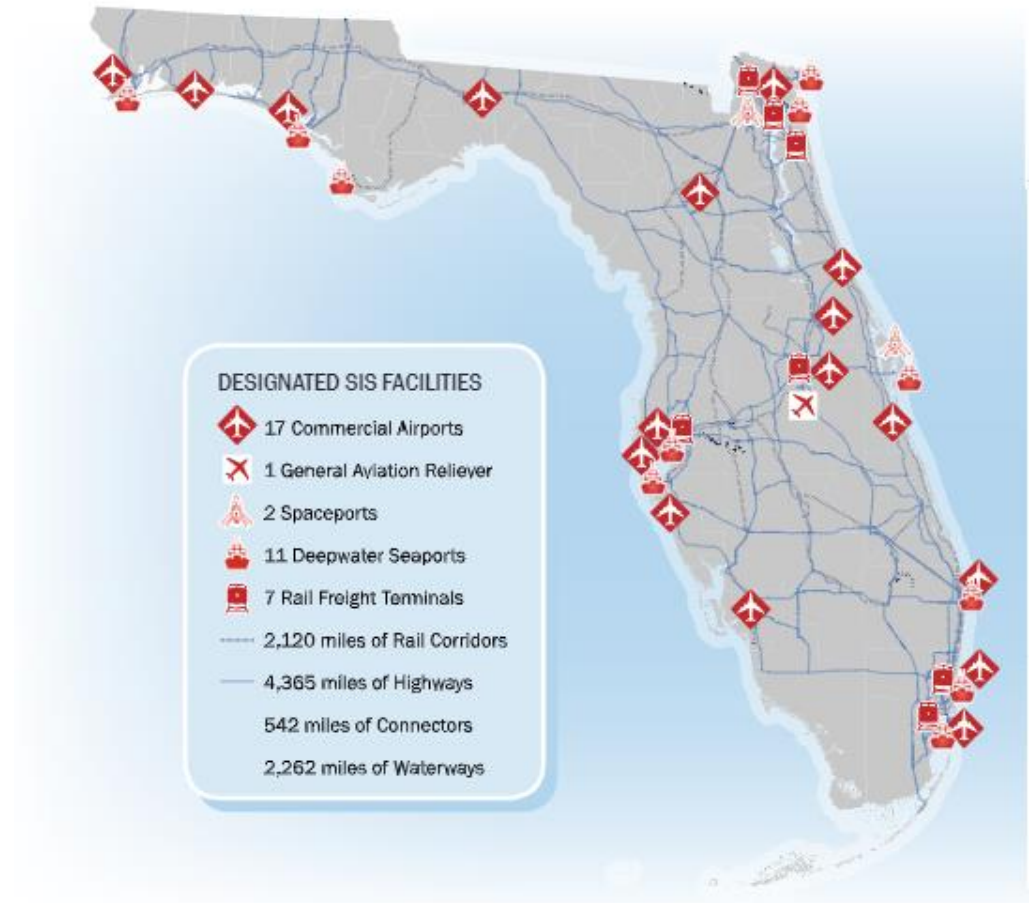 DESIGNATED SIS FACILITIES
17 Commercial Airports
1 General Aviation Reliever
2 Spaceports
11 Deepwater Seaports
7 Rail Freight Terminals
2,120 miles of Rail Corridors
4,365 miles of Highways
542 miles of Connectors
2,262 miles of Waterways